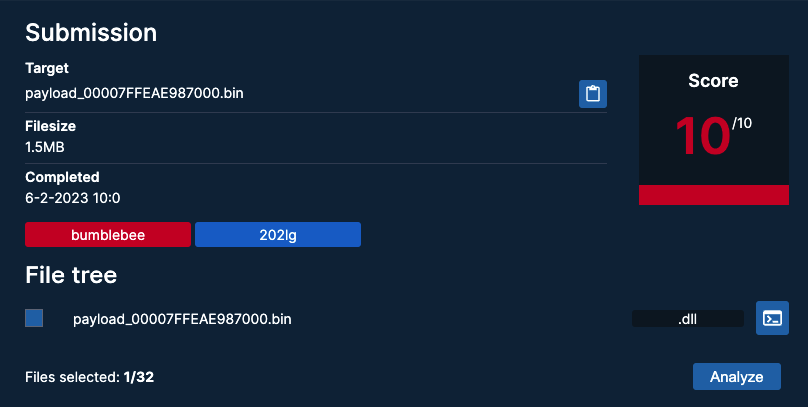 Submission
Target
payload_00007FFEAE987000.bin
Filesize
1.5MB
Completed
6-2-2023 10:0
Score
10/10
bumblebee 202lg
File tree
payload_00007FFEAE987000.bin .dll
Files selected: 1/32 Analyze